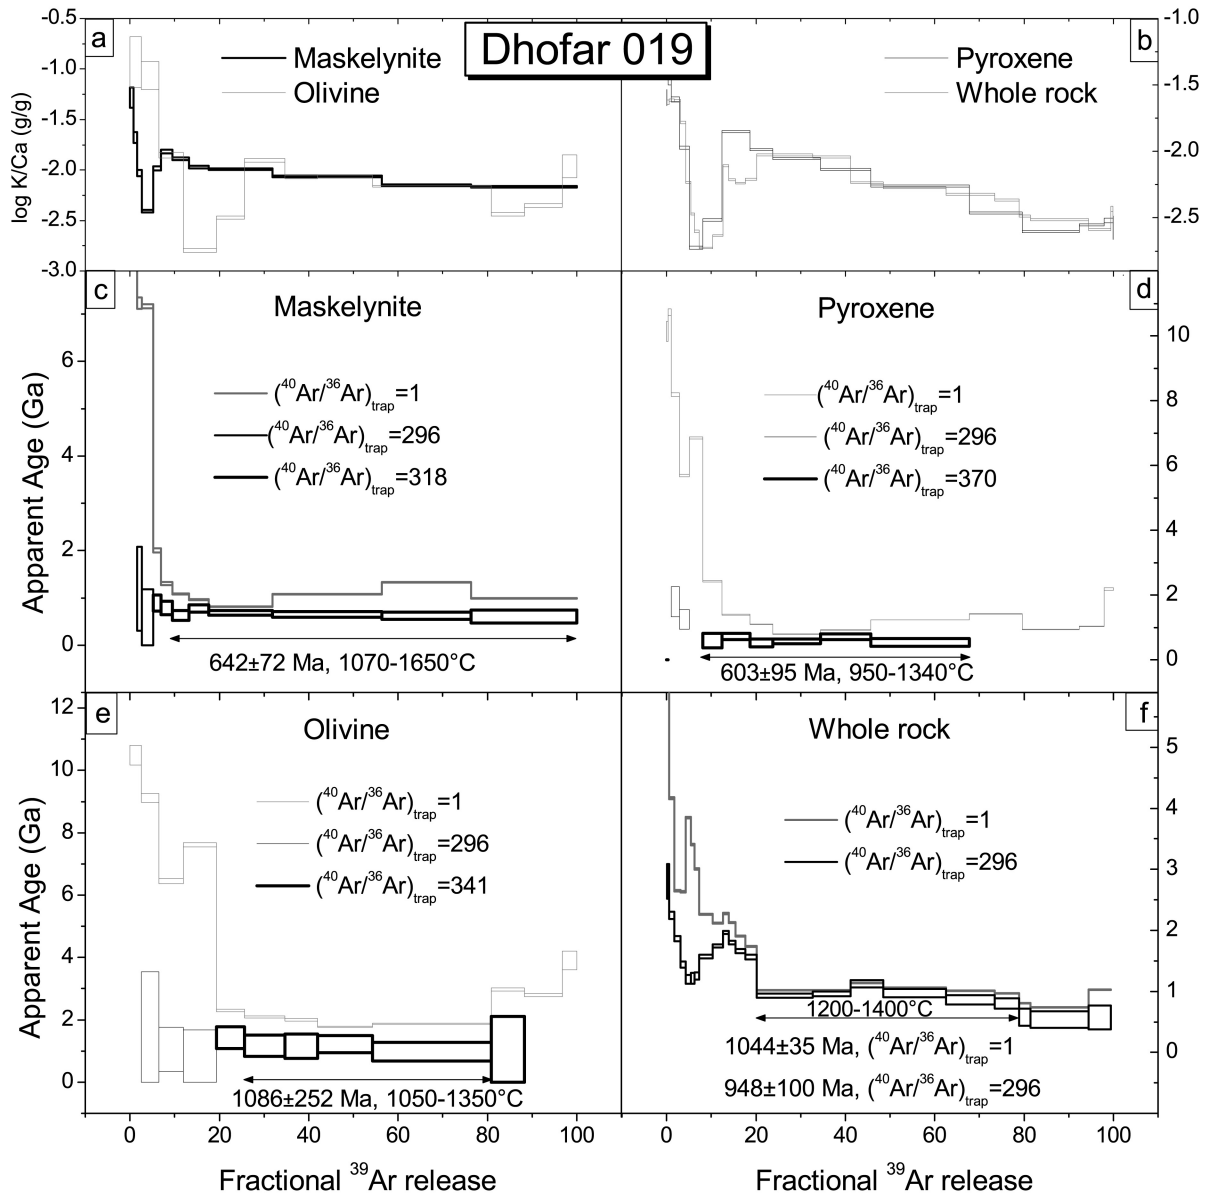 Dhofar 019
a
Maskelynite
Olivine
log K/Ca (g/g)
-0.5
-1.0
-1.5
-2.0
-2.5
-3.0
b
Pyroxene
Whole rock
-1.0
-1.5
-2.0
-2.5
c
Maskelynite
(40Ar/36Ar)trap=1
(40Ar/36Ar)trap=296
(40Ar/36Ar)trap=318
642±72 Ma, 1070-1650°C
Apparent Age (Ga)
6
4
2
0
d
Pyroxene
(40Ar/36Ar)trap=1
(40Ar/36Ar)trap=296
(40Ar/36Ar)trap=370
603±95 Ma, 950-1340°C
10
8
6
4
2
0
e
Olivine
(40Ar/36Ar)trap=1
(40Ar/36Ar)trap=296
(40Ar/36Ar)trap=341
1086±252 Ma, 1050-1350°C
Apparent Age (Ga)
12
10
8
6
4
2
0
0 20 40 60 80 100
Fractional 39Ar release
f
Whole rock
(40Ar/36Ar)trap=1
(40Ar/36Ar)trap=296
1200-1400°C
1044±35 Ma, (40Ar/36Ar)trap=1
948±100 Ma, (40Ar/36Ar)trap=296
5
4
3
2
1
0
0 20 40 60 80 100
Fractional 39Ar release